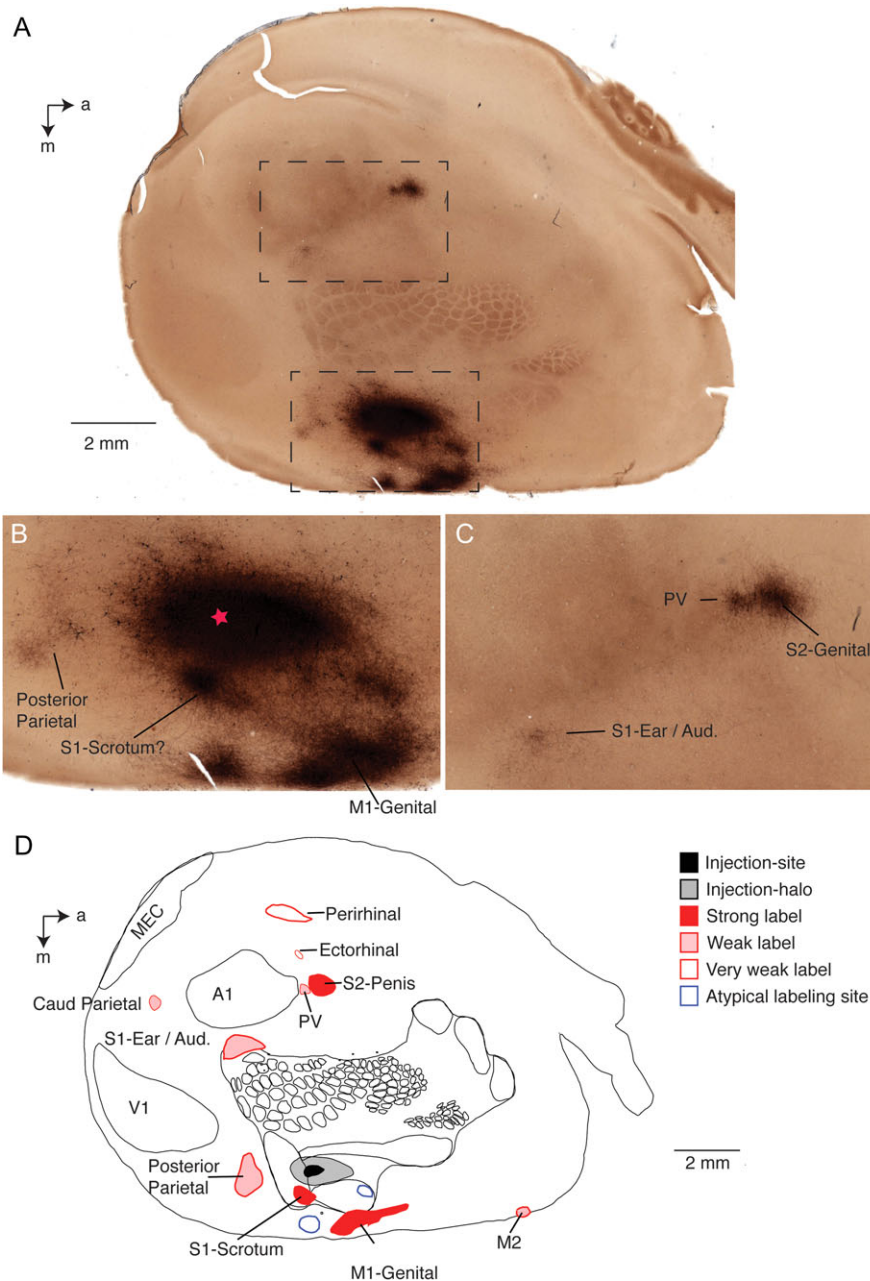 A
a
m
2 mm
B
C
PV
S2-Genital
Posterior
Parietal
S1-Ear / Aud.
S1-Scrotum?
M1-Genital
D
Injection-site
a
Injection-halo
m
MEC
Perirhinal
Strong label
Weak label
Ectorhinal
Very weak label
A1
S2-Penis
Caud Parietal
Atypical labeling site
PV
S1-Ear / Aud.
V1
Posterior
Parietal
2 mm
S1-Scrotum
M2
M1-Genital